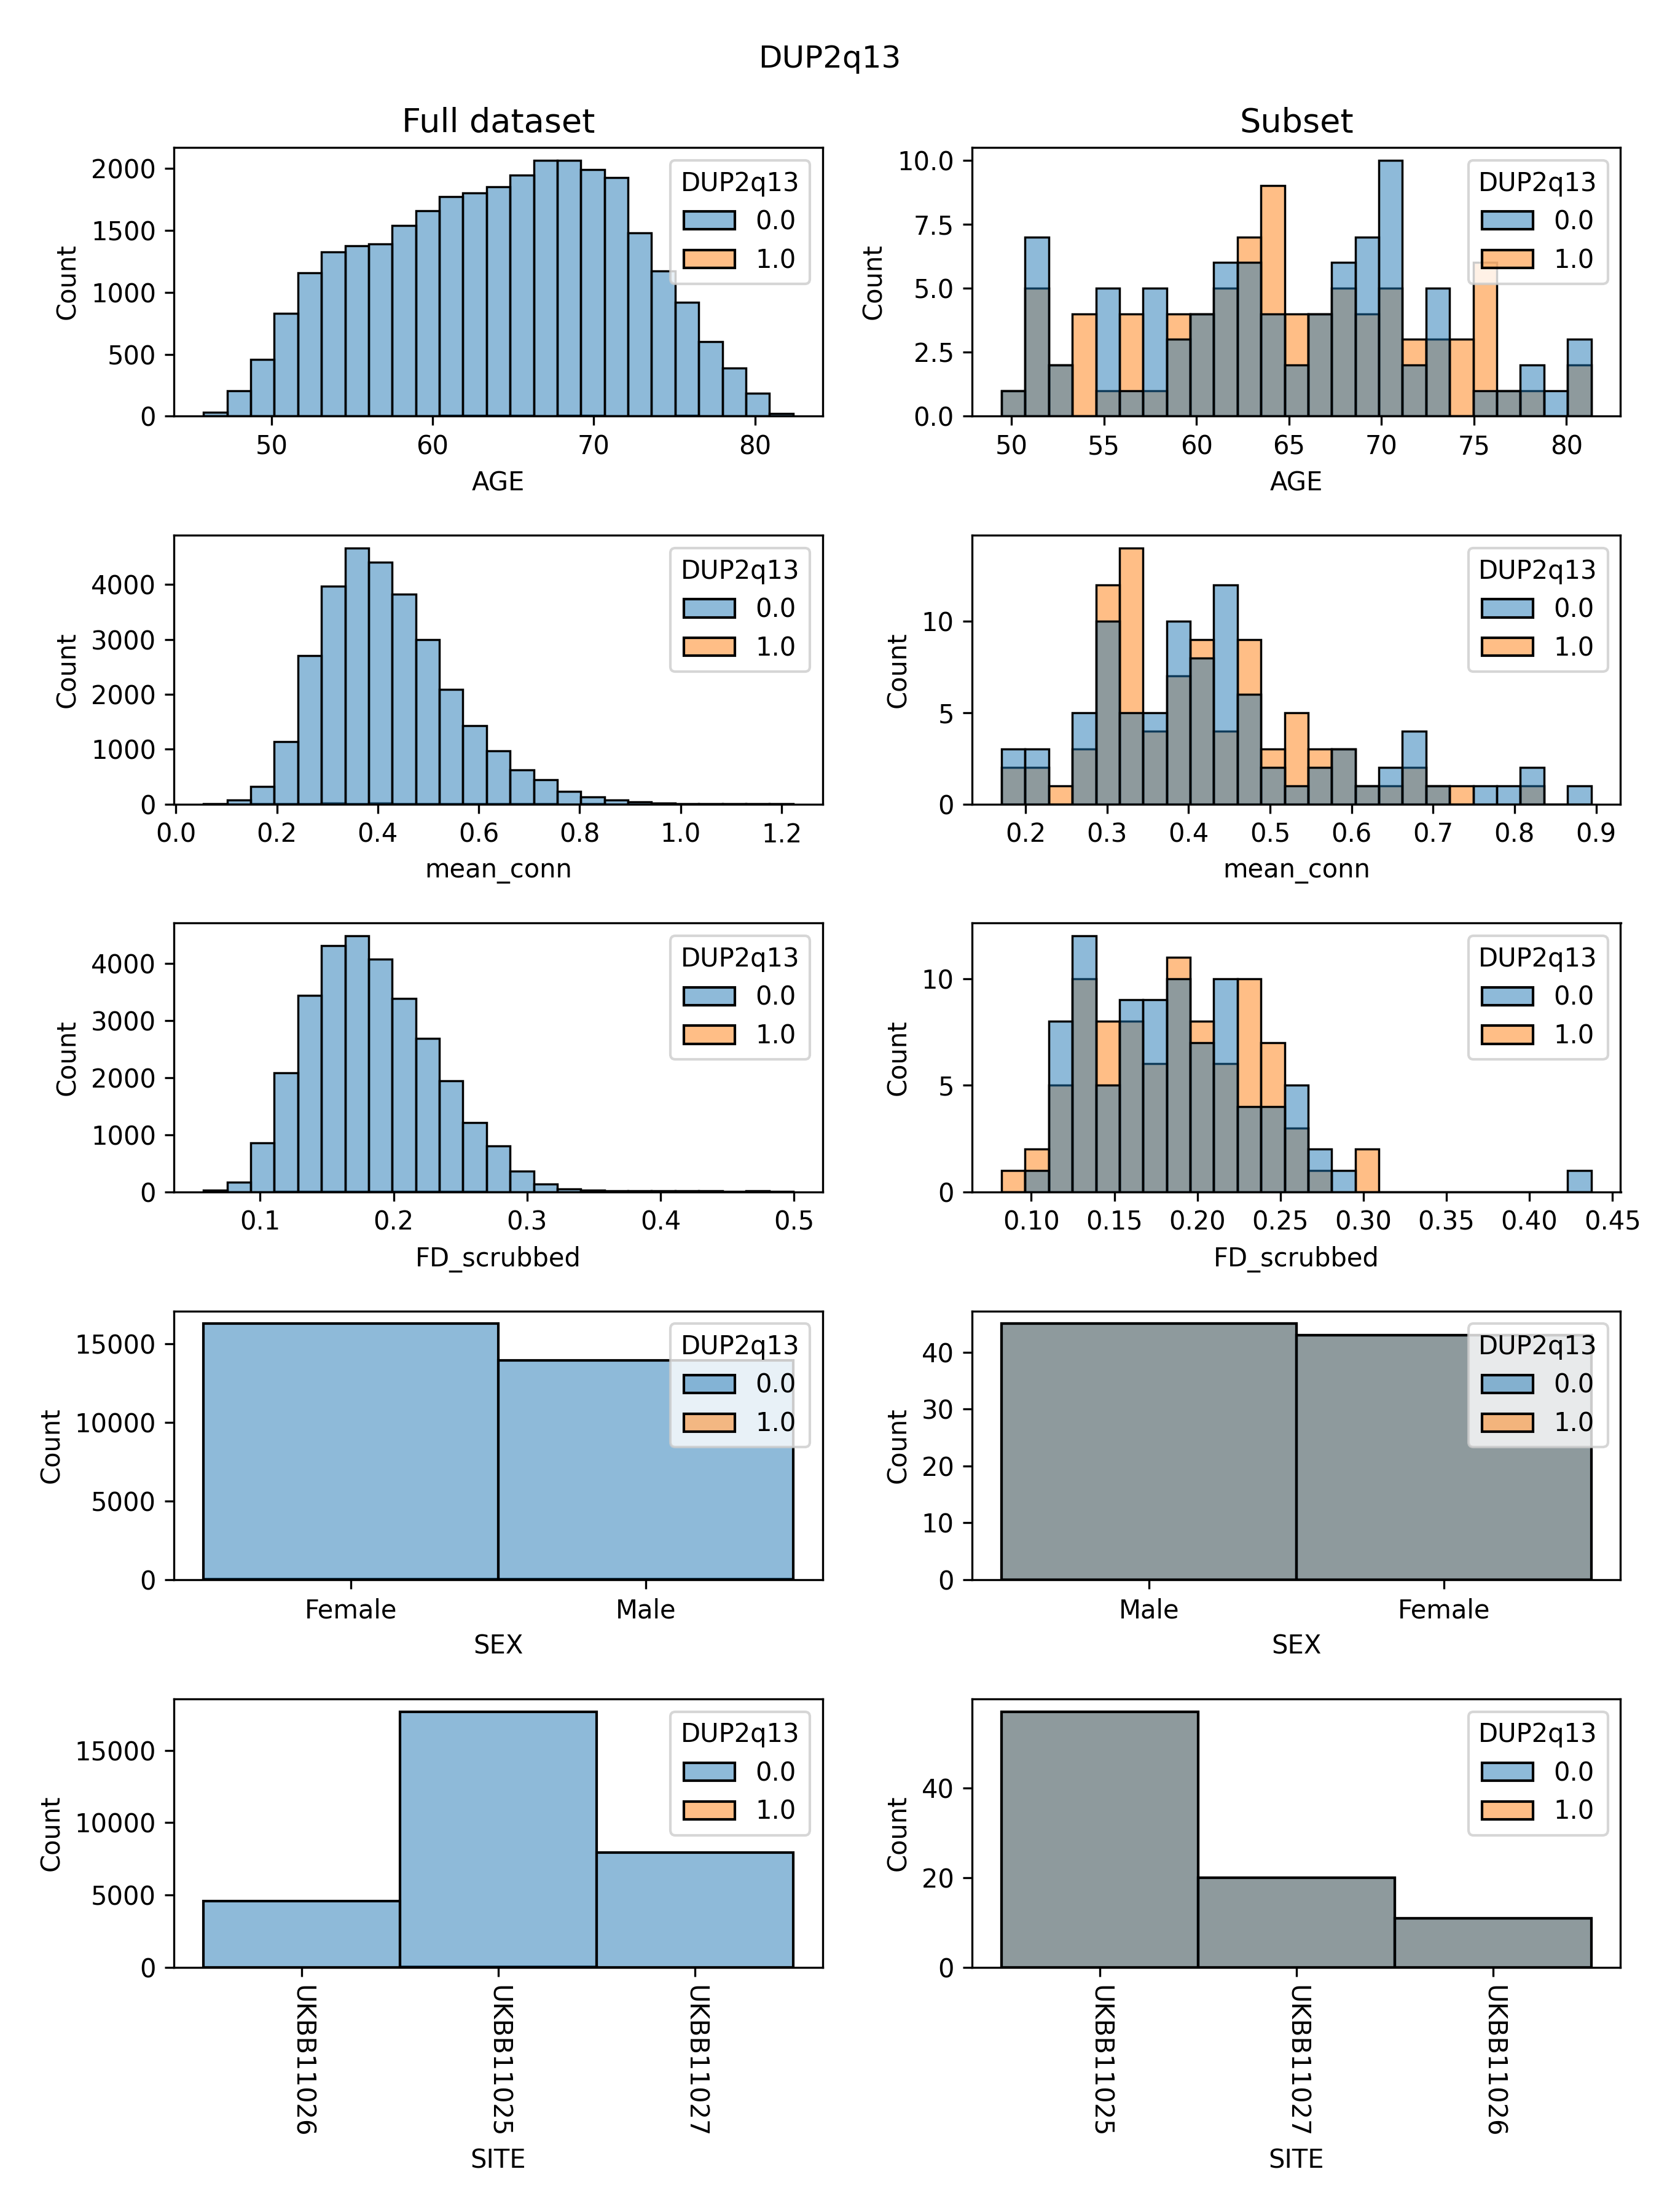 DUP2q13
Full dataset
2000
1500
1000
500
0
Count
50 60 70 80
AGE
DUP2q13
0.0
1.0
Subset
10.0
7.5
5.0
2.5
0.0
Count
50 55 60 65 70 75 80
AGE
DUP2q13
0.0
1.0
4000
3000
2000
1000
0
Count
0.0 0.2 0.4 0.6 0.8 1.0 1.2
mean_conn
DUP2q13
0.0
1.0
10
5
0
Count
0.2 0.3 0.4 0.5 0.6 0.7 0.8 0.9
mean_conn
DUP2q13
0.0
1.0
4000
3000
2000
1000
0
Count
0.1 0.2 0.3 0.4 0.5
FD_scrubbed
DUP2q13
0.0
1.0
10
5
0
Count
0.10 0.15 0.20 0.25 0.30 0.35 0.40 0.45
FD_scrubbed
DUP2q13
0.0
1.0
15000
10000
5000
0
Count
Female Male
SEX
DUP2q13
0.0
1.0
40
30
20
10
0
Count
Male Female
SEX
DUP2q13
0.0
1.0
15000
10000
5000
0
Count
UKBB11026
UKBB11025
UKBB11027
SITE
DUP2q13
0.0
1.0
40
20
0
Count
UKBB11025
UKBB11027
UKBB11026
SITE
DUP2q13
0.0
1.0